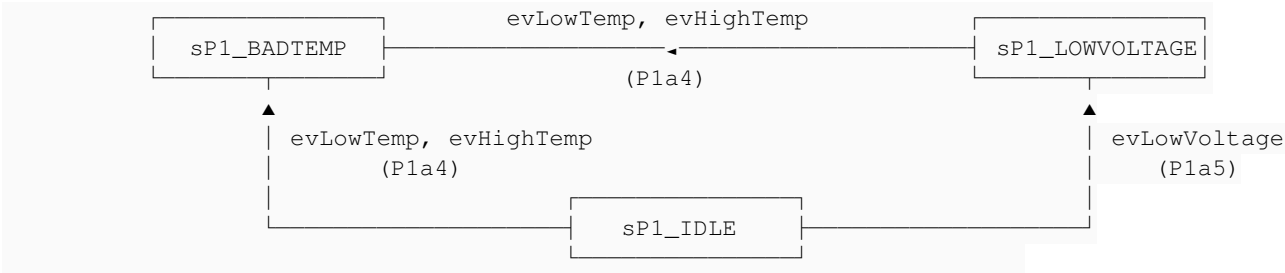 evLowTemp, evHighTemp
sP1_BADTEMP sP1_LOWVOLTAGE
(P1a4)
evLowTemp, evHighTemp evLowVoltage
(P1a4) (P1a5)
sP1_IDLE